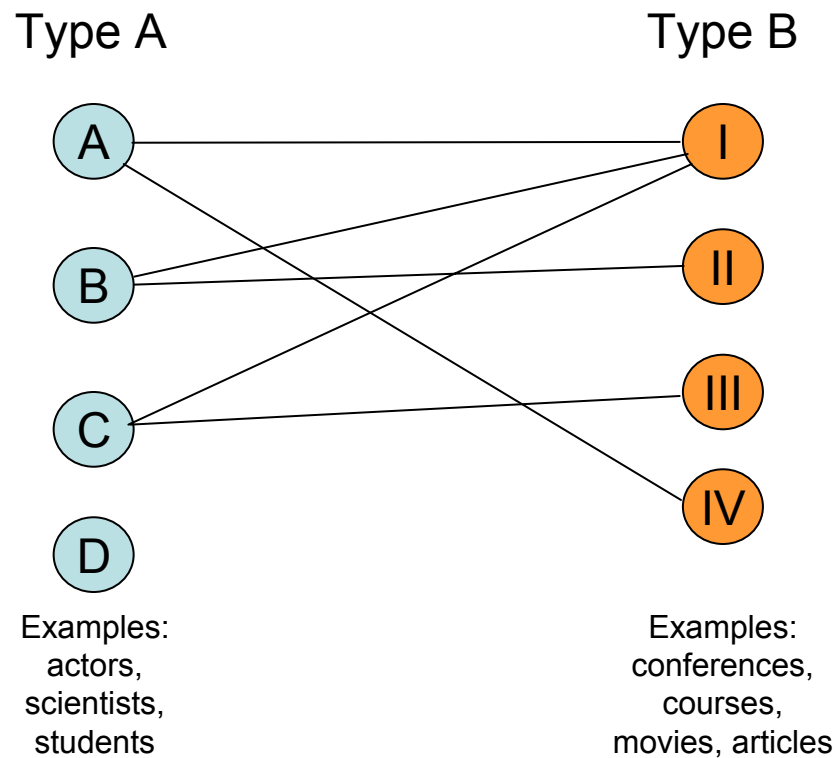 Type A
Type B
A
I
B
II
C
III
D
IV
Examples:
actors,
scientists,
students
Examples:
conferences,
courses,
movies, articles